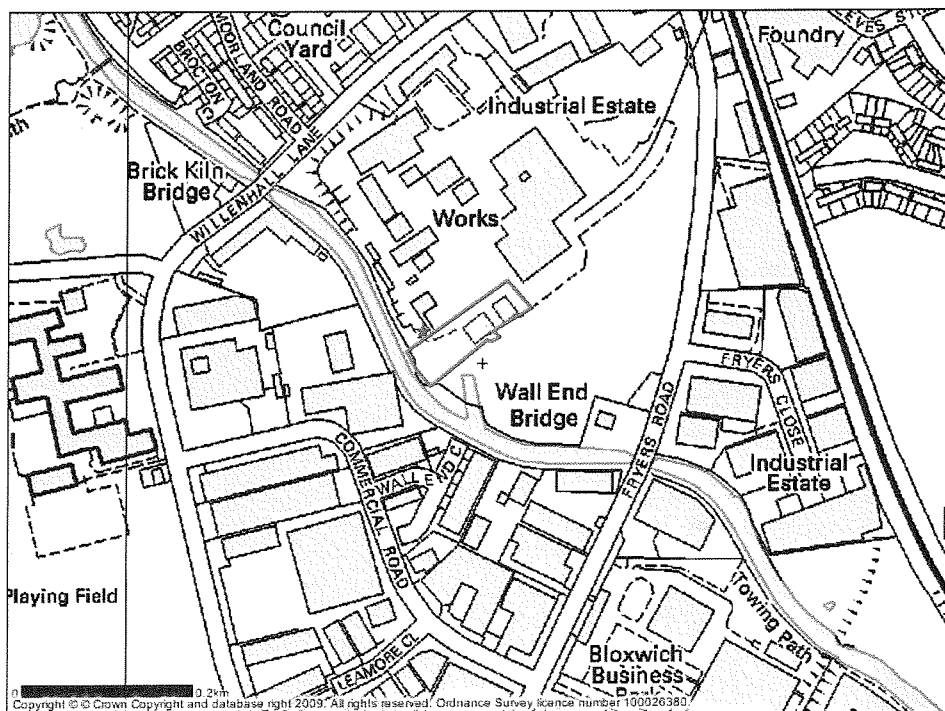 Council
Yard
MOORLAND ROAD
BROCTON
Foundry
Industrial Estate
Brick Kiln
Bridge
WILLENHALL LANE
Works
Wall End
Bridge
FRYERS ROAD
FRYERS CLOSE
Industrial
Estate
COMMERCIAL ROAD
WALL END C
Playing Field
Towing Path
LEAMORE CL
Bloxwich
Business
0 0.2km
Copyright © © Crown Copyright and database right 2009. All rights reserved. Ordnance Survey licence number 100026380.